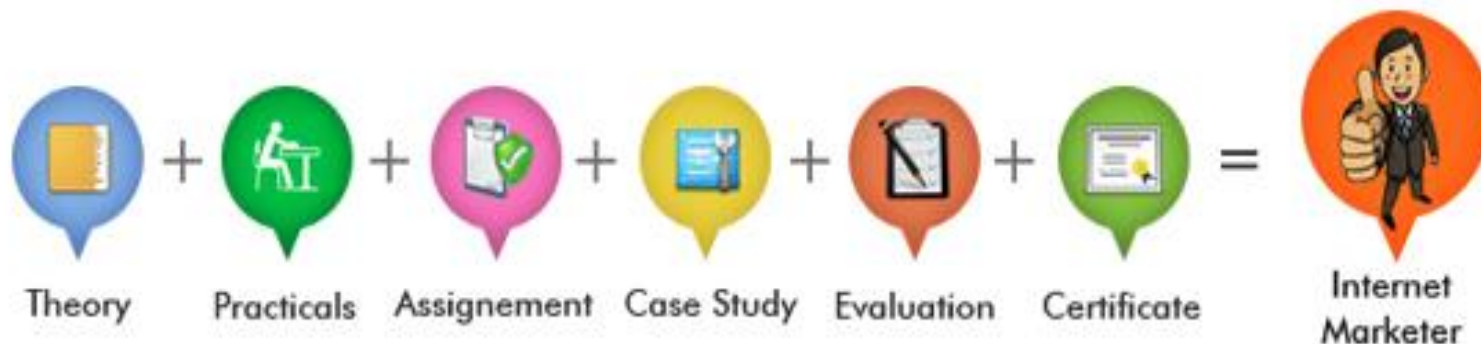 Theory + Practicals + Assignement + Case Study + Evaluation + Certificate = Internet
Marketer